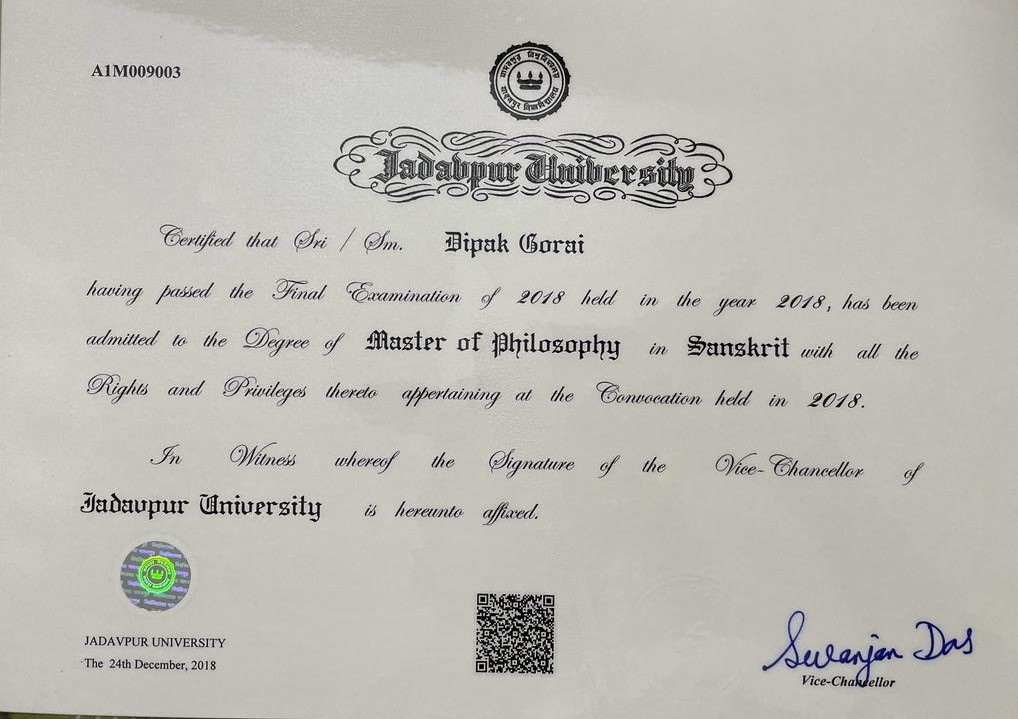 A1M009003
যাদবপুর বিশ্ববিদ্যালয়
Jadavpur University
Certified that Sri / Sm. Dipak Gorai
having passed the Final Examination of 2018 held in the year 2018, has been
admitted to the Degree of Master of Philosophy in Sanskrit with all the
Rights and Privileges thereto appertaining at the Convocation held in 2018.
In Witness whereof the Signature of the Vice-Chancellor of
Jadavpur University is hereunto affixed.
JADAVPUR UNIVERSITY
The 24th December, 2018
Suranjan Das
Vice-Chancellor